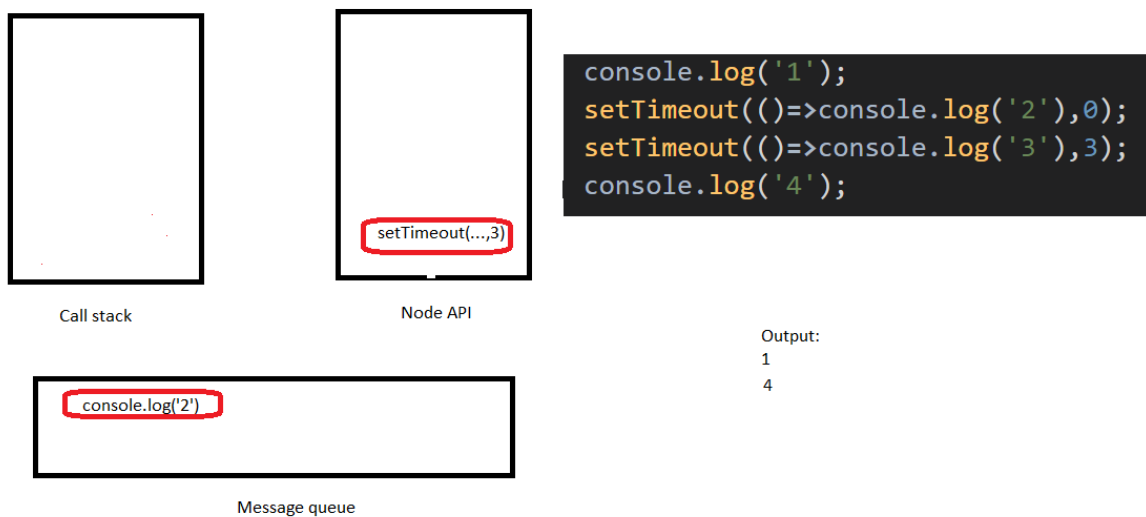 console.log('1');
setTimeout(()=>console.log('2'),0);
setTimeout(()=>console.log('3'),3);
console.log('4');
setTimeout(...,3)
Call stack
Node API
Output:
1
4
console.log('2')
Message queue